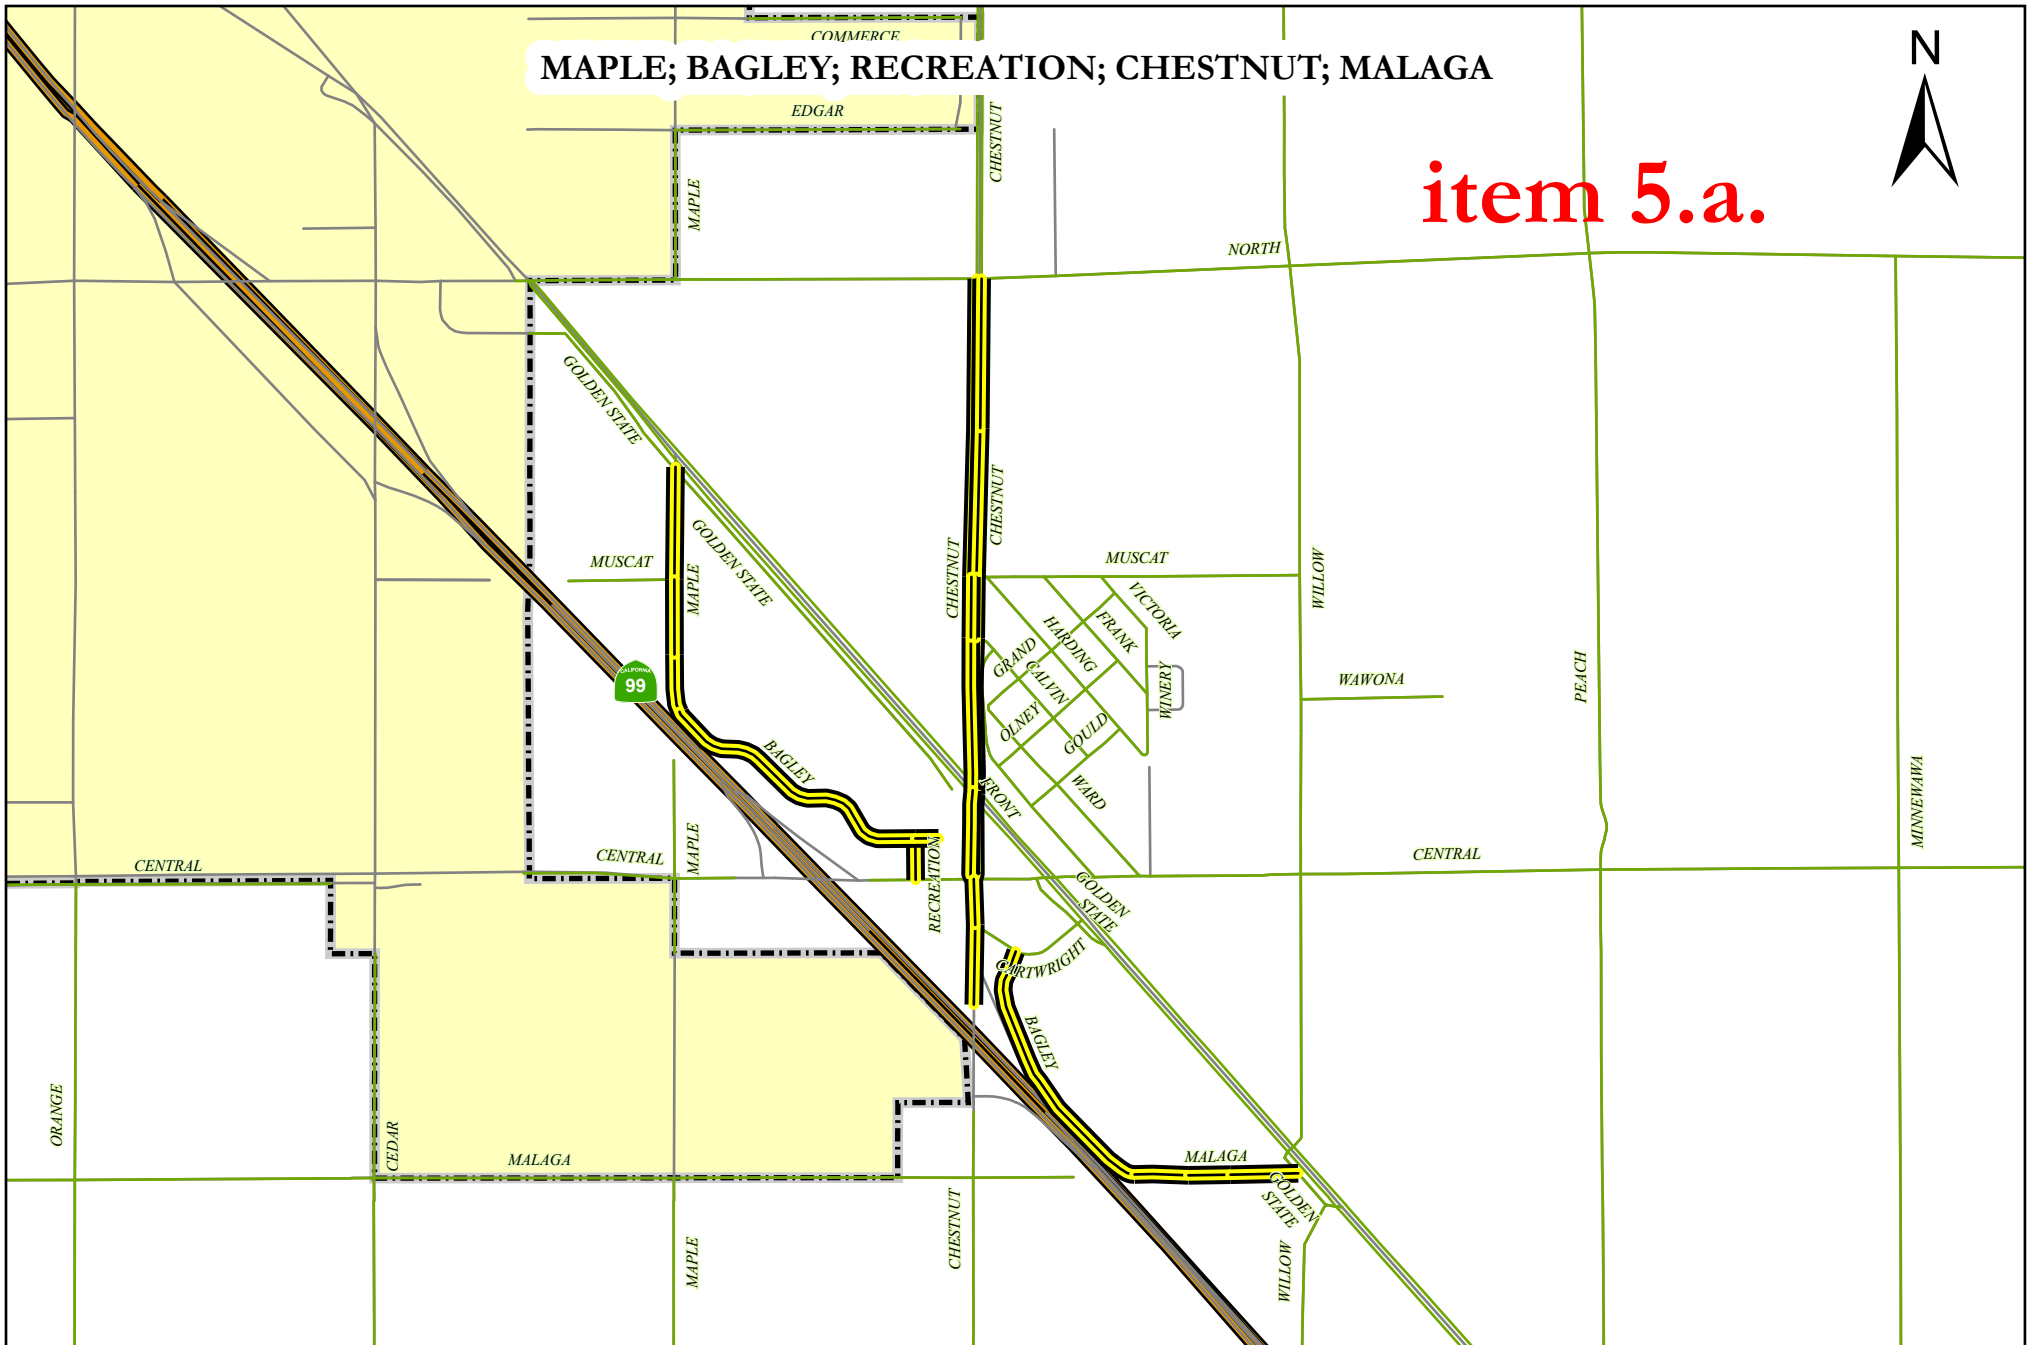 COMMERCE
MAPLE; BAGLEY; RECREATION; CHESTNUT; MALAGA
N
EDGAR
CHESTNUT
item 5.a.
MAPLE
NORTH
GOLDEN STATE
CHESTNUT
GOLDEN STATE
MUSCAT
MAPLE
CHESTNUT
MUSCAT
WILLOW
VICTORIA
FRANK
HARDING
GRAND
CALVIN
CALIFORNIA
99
WINERY
WAWONA
PEACH
OLNEY
GOULD
BAGLEY
WARD
FRONT
MINNEWAWA
CENTRAL
CENTRAL
MAPLE
RECREATION
CENTRAL
GOLDEN
STATE
CARTWRIGHT
BAGLEY
ORANGE
CEDAR
MALAGA
MALAGA
GOLDEN
STATE
CHESTNUT
MAPLE
WILLOW